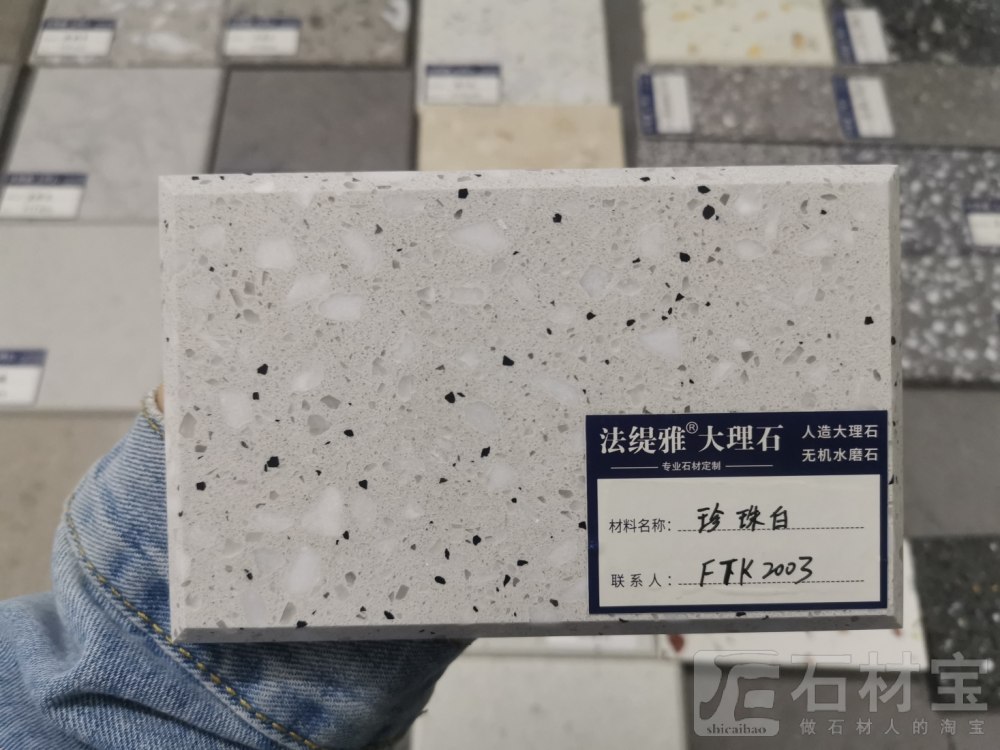 法缇雅®大理石
人造大理石
无机水磨石
专业石材定制
材料名称: 珍珠白
联系人: FTK2003
石材宝
shicaibao
做石材人的淘宝